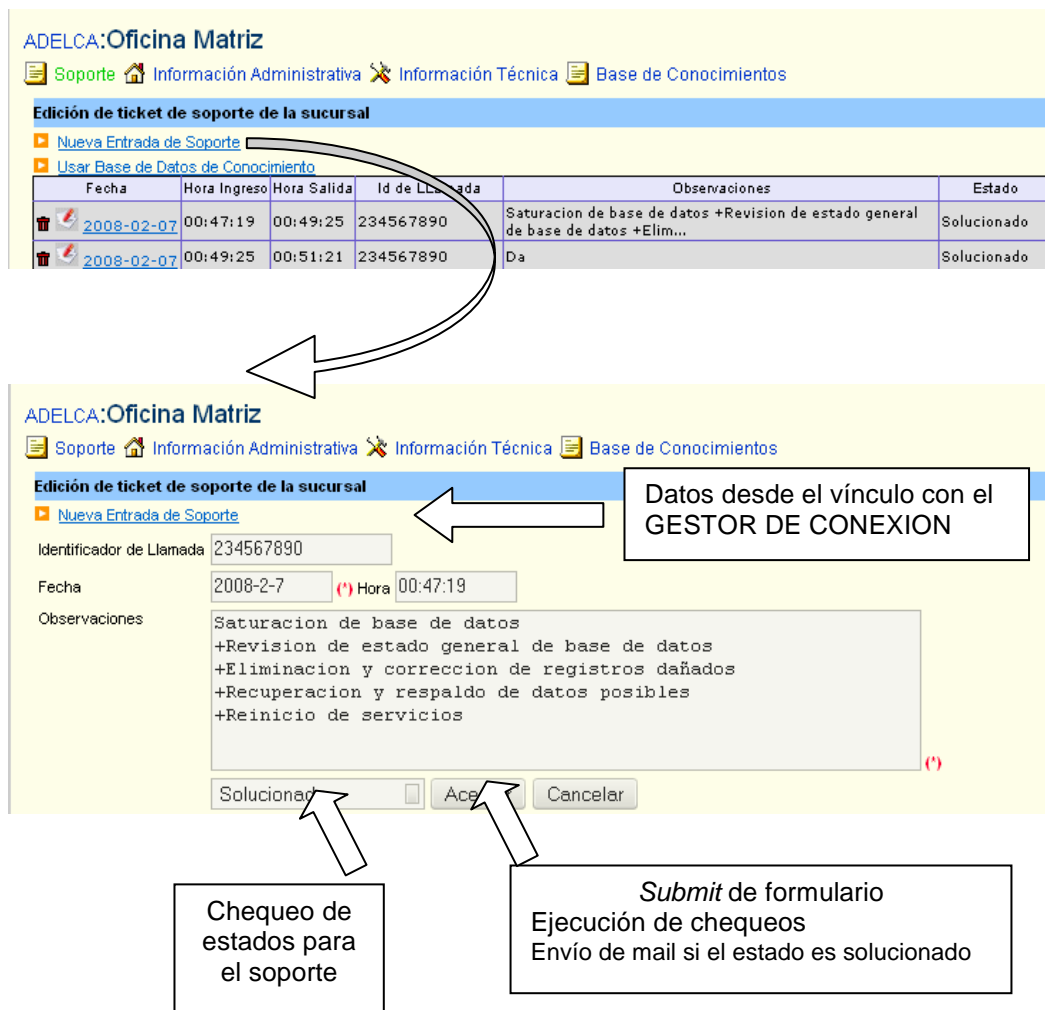 ADELCA:Oficina Matriz
Soporte Información Administrativa Información Técnica Base de Conocimientos
Edición de ticket de soporte de la sucursal
Nueva Entrada de Soporte
Usar Base de Datos de Conocimiento
Fecha Hora Ingreso Hora Salida Id de LLamada Observaciones Estado
2008-02-07 00:47:19 00:49:25 234567890 Saturacion de base de datos +Revision de estado general de base de datos +Elim... Solucionado
2008-02-07 00:49:25 00:51:21 234567890 Da Solucionado
ADELCA:Oficina Matriz
Soporte Información Administrativa Información Técnica Base de Conocimientos
Edición de ticket de soporte de la sucursal
Nueva Entrada de Soporte
Datos desde el vínculo con el
GESTOR DE CONEXION
Identificador de Llamada 234567890
Fecha 2008-2-7 (*) Hora 00:47:19
Observaciones
Saturacion de base de datos
+Revision de estado general de base de datos
+Eliminacion y correccion de registros dañados
+Recuperacion y respaldo de datos posibles
+Reinicio de servicios
(*)
Cancelar
Chequeo de
estados para
el soporte
Submit de formulario
Ejecución de chequeos
Envío de mail si el estado es solucionado